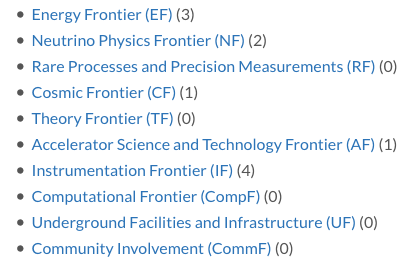 • Energy Frontier (EF) (3)
• Neutrino Physics Frontier (NF) (2)
• Rare Processes and Precision Measurements (RF) (0)
• Cosmic Frontier (CF) (1)
• Theory Frontier (TF) (0)
• Accelerator Science and Technology Frontier (AF) (1)
• Instrumentation Frontier (IF) (4)
• Computational Frontier (CompF) (0)
• Underground Facilities and Infrastructure (UF) (0)
• Community Involvement (CommF) (0)